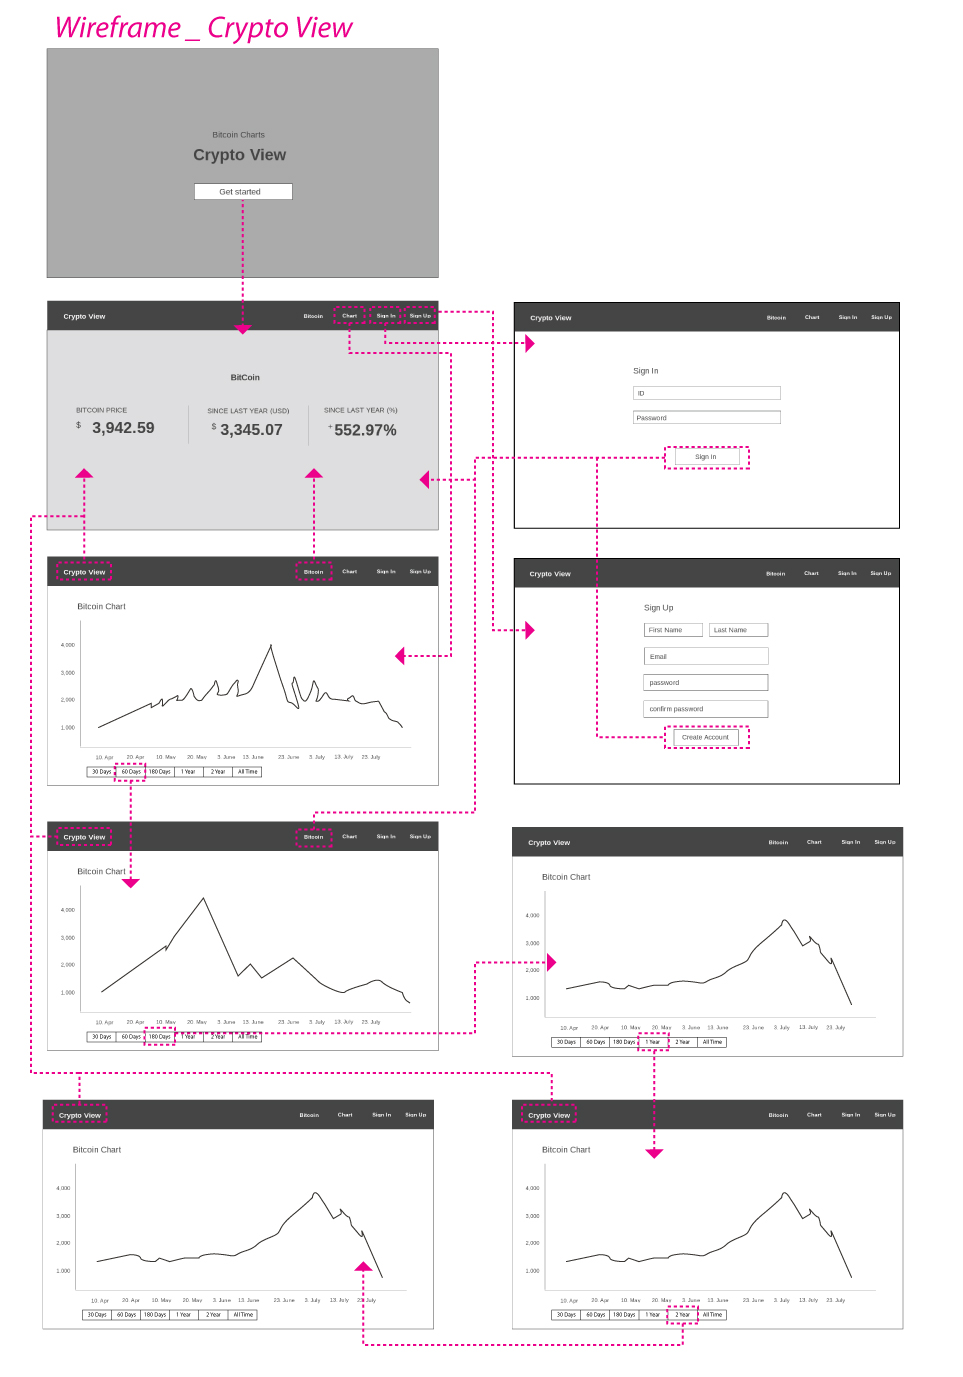 Wireframe _ Crypto View
Bitcoin Charts
Crypto View
Get started
Crypto View Bitcoin Chart Sign In Sign Up
BitCoin
BITCOIN PRICE SINCE LAST YEAR (USD) SINCE LAST YEAR (%)
$ 3,942.59 $ 3,345.07 +552.97%
Crypto View Bitcoin Chart Sign In Sign Up
Sign In
ID
Password
Sign In
Crypto View Bitcoin Chart Sign In Sign Up
Bitcoin Chart
4,000
3,000
2,000
1,000
10. Apr 20. Apr 10. May 20. May 3. June 13. June 23. June 3. July 13. July 23. July
30 Days 60 Days 180 Days 1 Year 2 Year All Time
Crypto View Bitcoin Chart Sign In Sign Up
Sign Up
First Name Last Name
Email
password
confirm password
Create Account
Crypto View Bitcoin Chart Sign In Sign Up
Bitcoin Chart
4,000
3,000
2,000
1,000
10. Apr 20. Apr 10. May 20. May 3. June 13. June 23. June 3. July 13. July 23. July
30 Days 60 Days 180 Days 1 Year 2 Year All Time
Crypto View Bitcoin Chart Sign In Sign Up
Bitcoin Chart
4,000
3,000
2,000
1,000
10. Apr 20. Apr 10. May 20. May 3. June 13. June 23. June 3. July 13. July 23. July
30 Days 60 Days 180 Days 1 Year 2 Year All Time
Crypto View Bitcoin Chart Sign In Sign Up
Bitcoin Chart
4,000
3,000
2,000
1,000
10. Apr 20. Apr 10. May 20. May 3. June 13. June 23. June 3. July 13. July 23. July
30 Days 60 Days 180 Days 1 Year 2 Year All Time
Crypto View Bitcoin Chart Sign In Sign Up
Bitcoin Chart
4,000
3,000
2,000
1,000
10. Apr 20. Apr 10. May 20. May 3. June 13. June 23. June 3. July 13. July 23. July
30 Days 60 Days 180 Days 1 Year 2 Year All Time